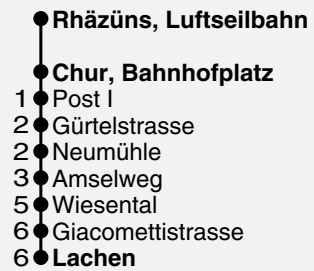 Rhäzüns, Luftseilbahn
Chur, Bahnhofplatz
1 Post I
2 Gürtelstrasse
2 Neumühle
3 Amselweg
5 Wiesental
6 Giacomettistrasse
6 Lachen